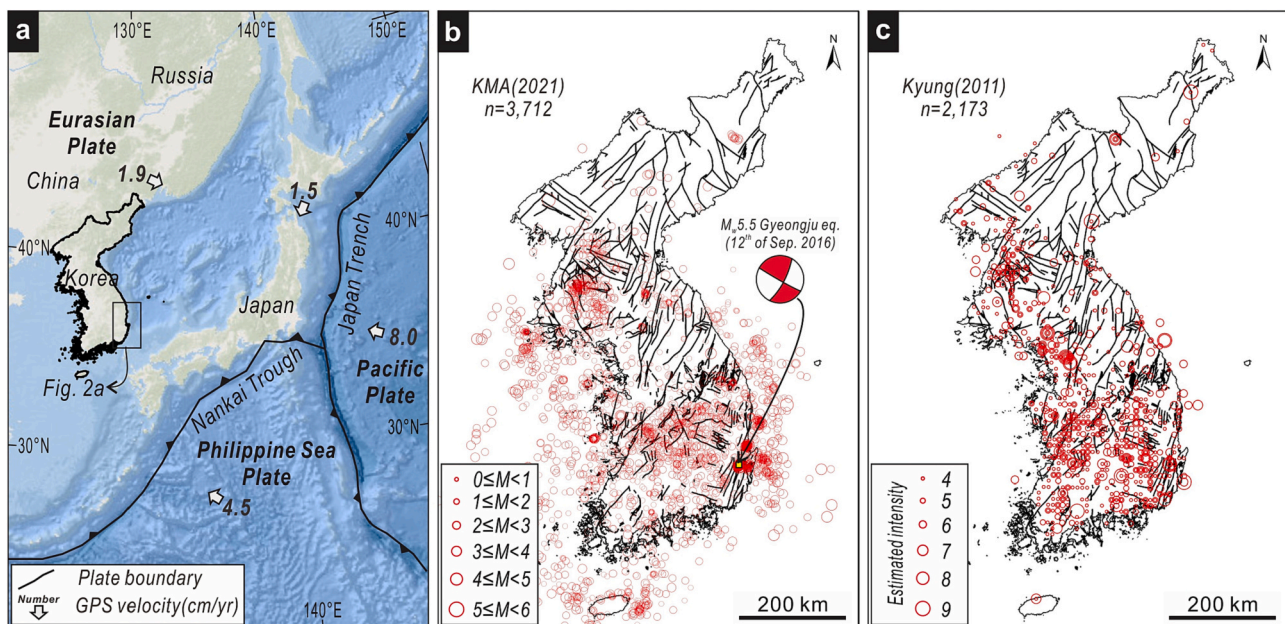 a
130°E
140°E
150°E
Russia
Eurasian
Plate
1.9
China
1.5
40°N
40°N
Korea
Japan
Japan Trench
8.0
Fig. 2a
Pacific
Plate
Nankai Trough
30°N
30°N
Philippine Sea
Plate
4.5
Plate boundary
Number
GPS velocity(cm/yr)
140°E
b
N
KMA(2021)
n=3,712
Mw5.5 Gyeongju eq.
(12th of Sep. 2016)
0≤M<1
1≤M<2
2≤M<3
3≤M<4
4≤M<5
5≤M<6
200 km
c
N
Kyung(2011)
n=2,173
Estimated intensity
4
5
6
7
8
9
200 km